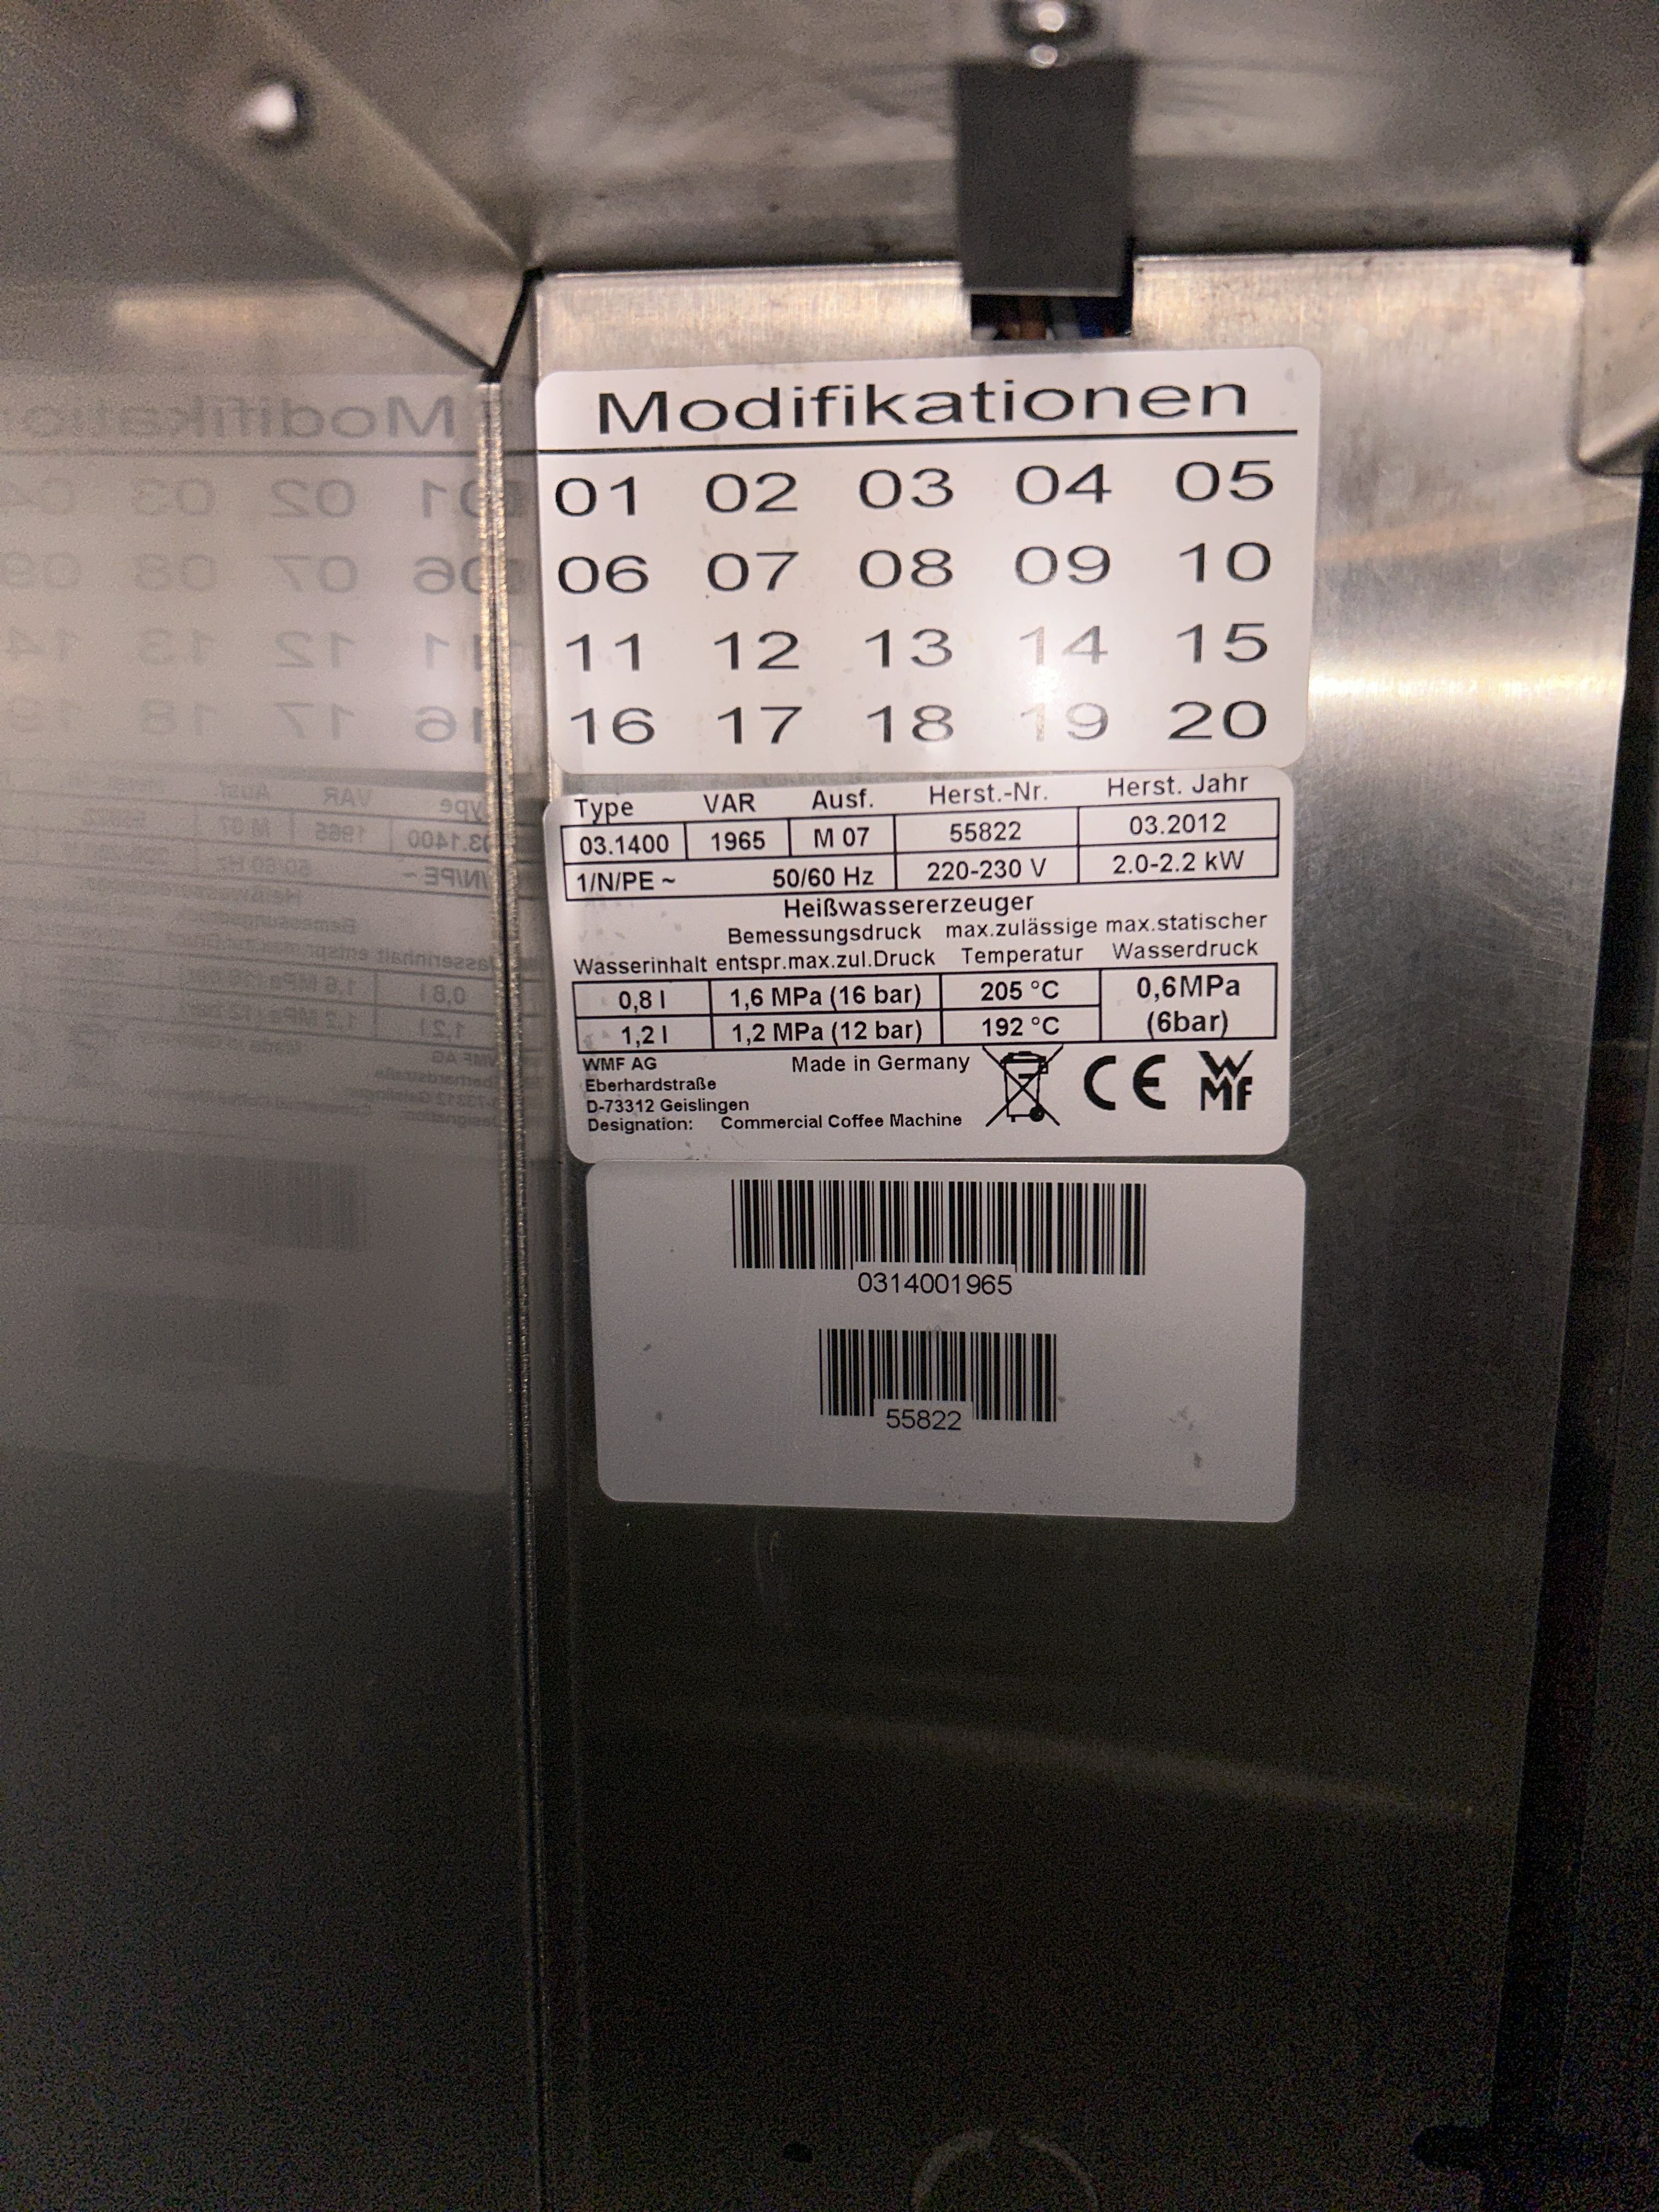 Modifikationen
01 02 03 04 05
06 07 08 09 10
11 12 13 14 15
16 17 18 19 20
Type VAR Ausf. Herst.-Nr. Herst. Jahr
03.1400 1965 M 07 55822 03.2012
1/N/PE ~ 50/60 Hz 220-230 V 2.0-2.2 kW
Heißwassererzeuger
Bemessungsdruck max.zulässige max.statischer
Wasserinhalt entspr.max.zul.Druck Temperatur Wasserdruck
0,8 l 1,6 MPa (16 bar) 205 °C 0,6MPa
1,2 l 1,2 MPa (12 bar) 192 °C (6bar)
WMF AG Made in Germany
Eberhardstraße
D-73312 Geislingen
Designation: Commercial Coffee Machine
CE WMF
0314001965
55822